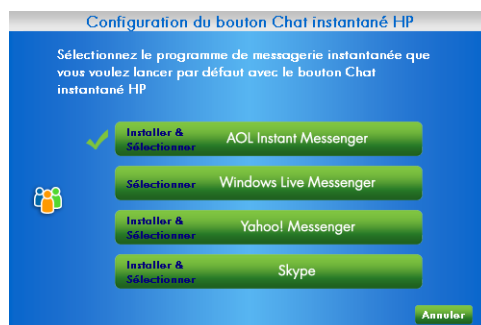 Configuration du bouton Chat instantané HP
Sélectionnez le programme de messagerie instantanée que
vous voulez lancer par défaut avec le bouton Chat
instantané HP
Installer &
Sélectionner
AOL Instant Messenger
Sélectionner
Windows Live Messenger
Installer &
Sélectionner
Yahoo! Messenger
Installer &
Sélectionner
Skype
Annuler